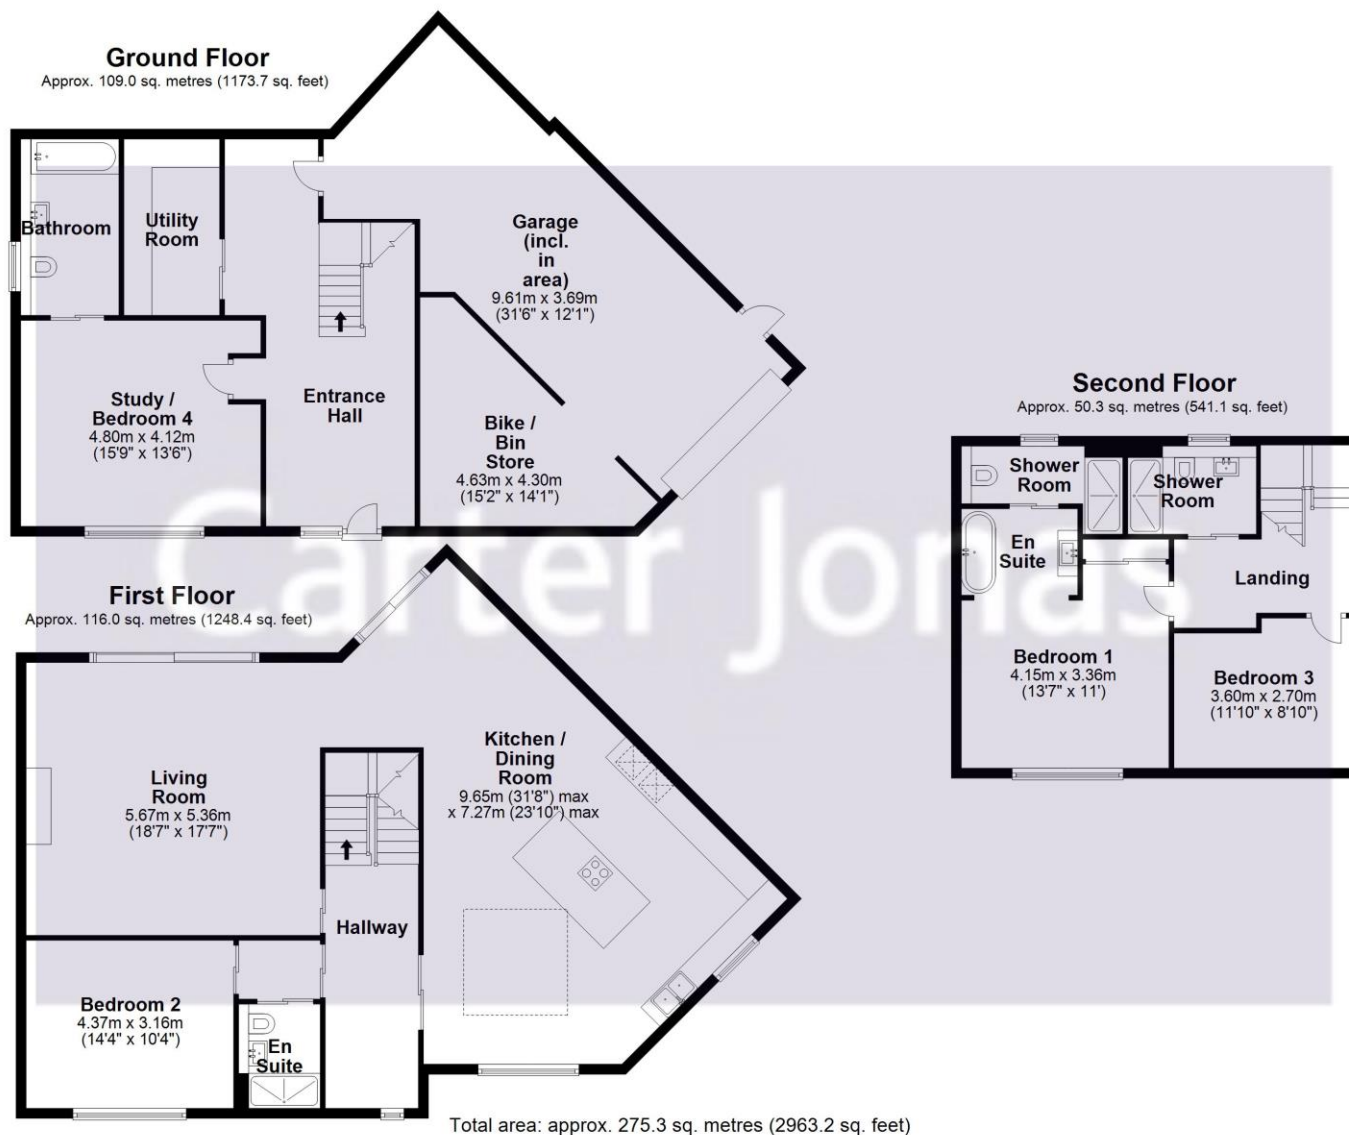 Ground Floor
Approx. 109.0 sq. metres (1173.7 sq. feet)
Bathroom
Utility
Room
Garage
(incl.
in
area)
9.61m x 3.69m
(31'6" x 12'1")
Study /
Bedroom 4
4.80m x 4.12m
(15'9" x 13'6")
Entrance
Hall
Bike /
Bin
Store
4.63m x 4.30m
(15'2" x 14'1")
Second Floor
Approx. 50.3 sq. metres (541.1 sq. feet)
Shower
Room
Shower
Room
En
Suite
Landing
Bedroom 1
4.15m x 3.36m
(13'7" x 11')
Bedroom 3
3.60m x 2.70m
(11'10" x 8'10")
Carter Jonas
First Floor
Approx. 116.0 sq. metres (1248.4 sq. feet)
Living
Room
5.67m x 5.36m
(18'7" x 17'7")
Kitchen /
Dining
Room
9.65m (31'8") max
x 7.27m (23'10") max
Hallway
Bedroom 2
4.37m x 3.16m
(14'4" x 10'4")
En
Suite
Total area: approx. 275.3 sq. metres (2963.2 sq. feet)